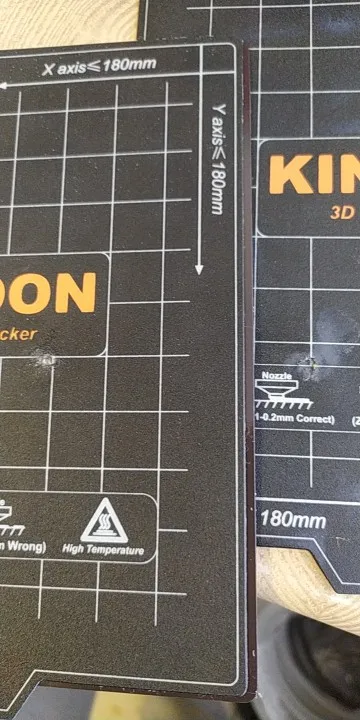 X axis≤180mm
Y axis≤180mm
OON
cker
m Wrong)
High Temperature
KIN
3D
Nozzle
1-0.2mm Correct)
(Z
180mm